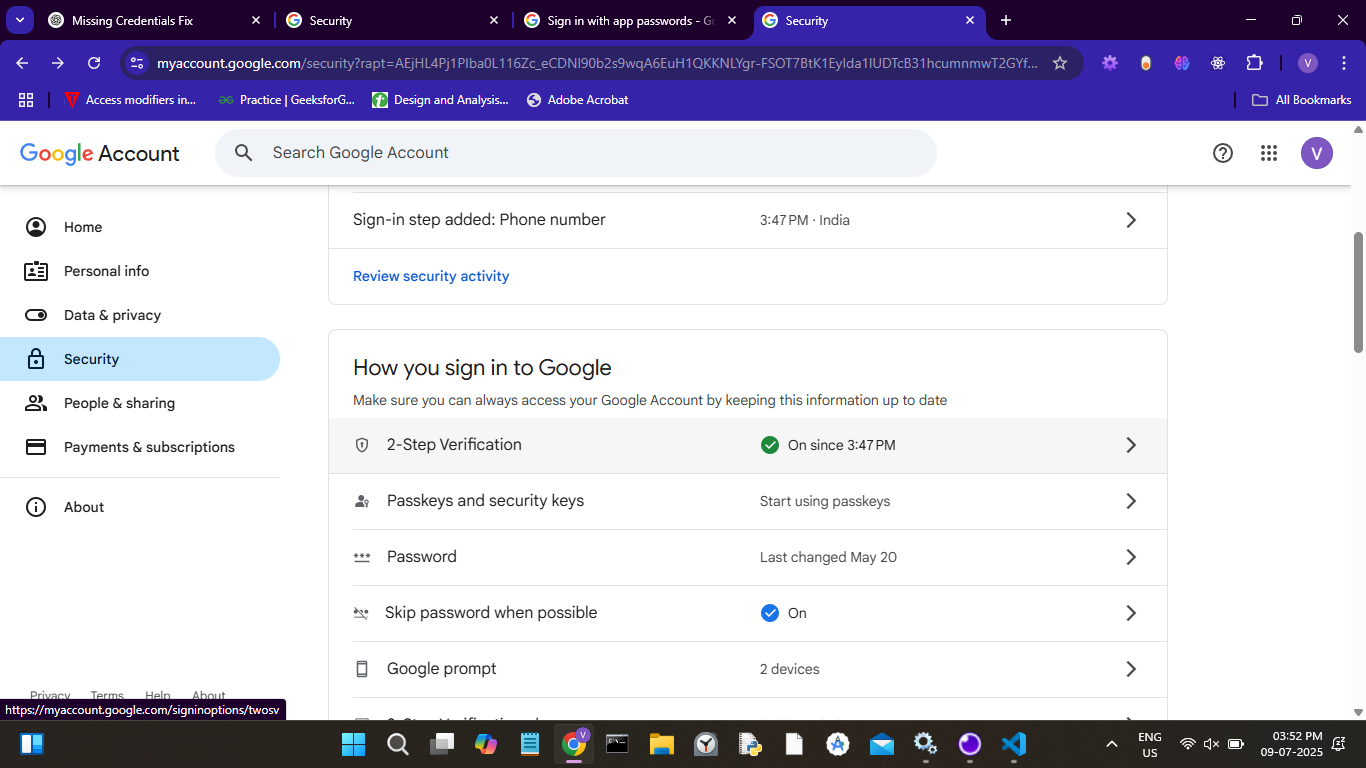 Missing Credentials Fix
Security
Sign in with app passwords - Go
Security
myaccount.google.com/security?rapt=AEjHL4Pj1PIba0L116Zc_eCDNI90b2s9wqA6EuH1QKKNLYgr-FSOT7BtK1EyIda1IUDTcB31hcumnmwT2GYf...
V
Access modifiers in...
Practice | GeeksforG...
Design and Analysis...
Adobe Acrobat
All Bookmarks
Google Account
Search Google Account
V
Home
Personal info
Data & privacy
Security
People & sharing
Payments & subscriptions
About
Sign-in step added: Phone number
3:47 PM · India
Review security activity
How you sign in to Google
Make sure you can always access your Google Account by keeping this information up to date
2-Step Verification
On since 3:47 PM
Passkeys and security keys
Start using passkeys
Password
Last changed May 20
Skip password when possible
On
Google prompt
2 devices
Privacy Terms Help About
https://myaccount.google.com/signinoptions/twosv
ENG
US
03:52 PM
09-07-2025